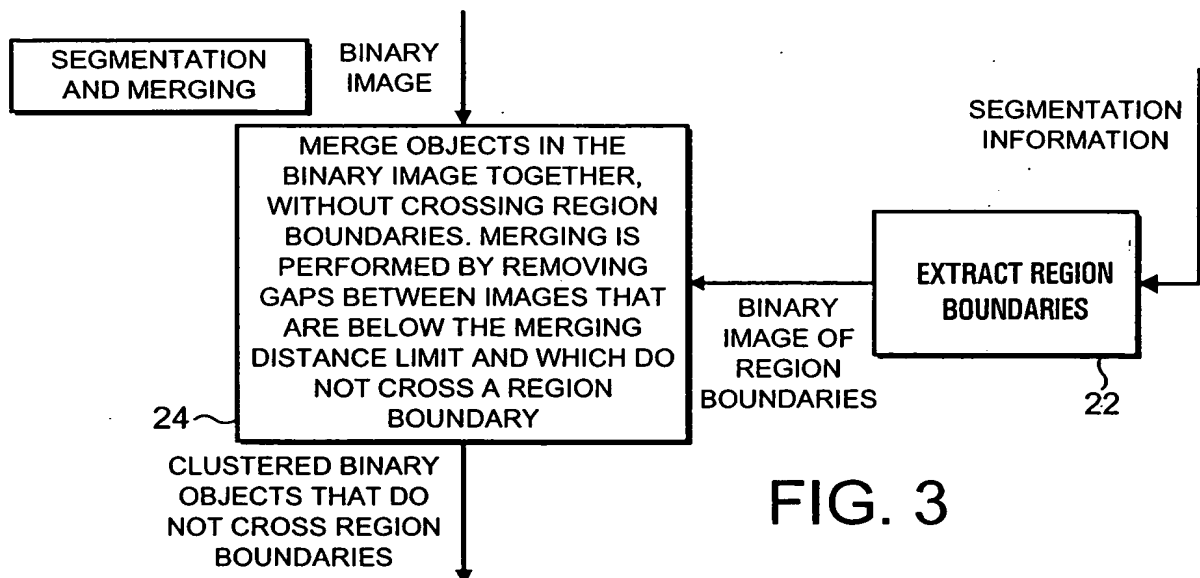 SEGMENTATION
AND MERGING
BINARY
IMAGE
SEGMENTATION
INFORMATION
MERGE OBJECTS IN THE
BINARY IMAGE TOGETHER,
WITHOUT CROSSING REGION
BOUNDARIES. MERGING IS
PERFORMED BY REMOVING
GAPS BETWEEN IMAGES THAT
ARE BELOW THE MERGING
DISTANCE LIMIT AND WHICH DO
NOT CROSS A REGION
BOUNDARY
24
EXTRACT REGION
BOUNDARIES
22
BINARY
IMAGE OF
REGION
BOUNDARIES
CLUSTERED BINARY
OBJECTS THAT DO
NOT CROSS REGION
BOUNDARIES
FIG. 3